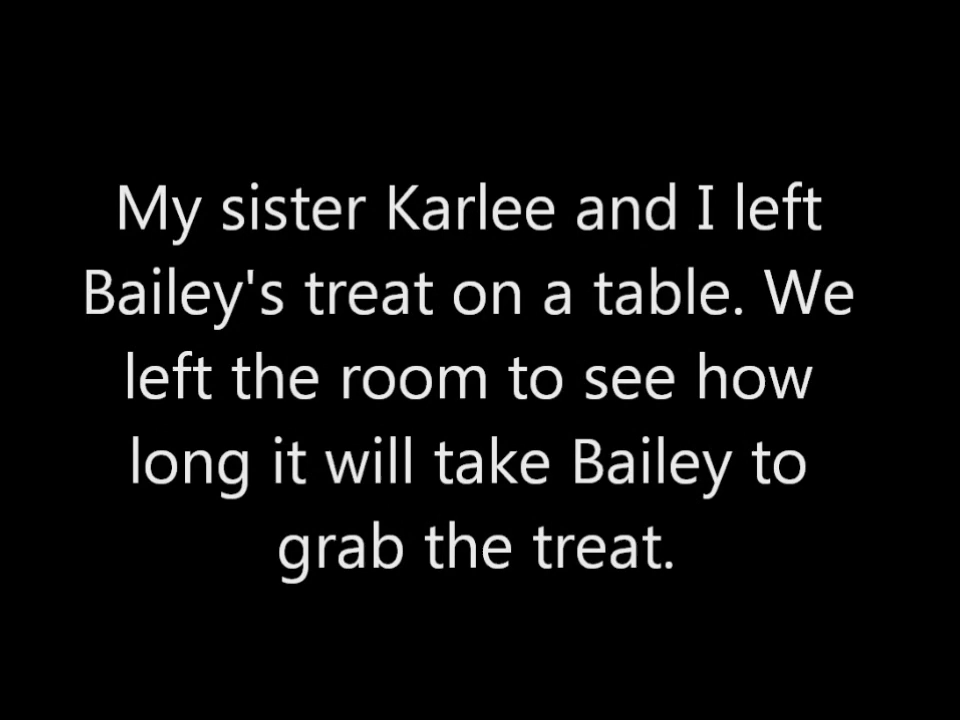 My sister Karlee and I left
Bailey's treat on a table. We
left the room to see how
long it will take Bailey to
grab the treat.